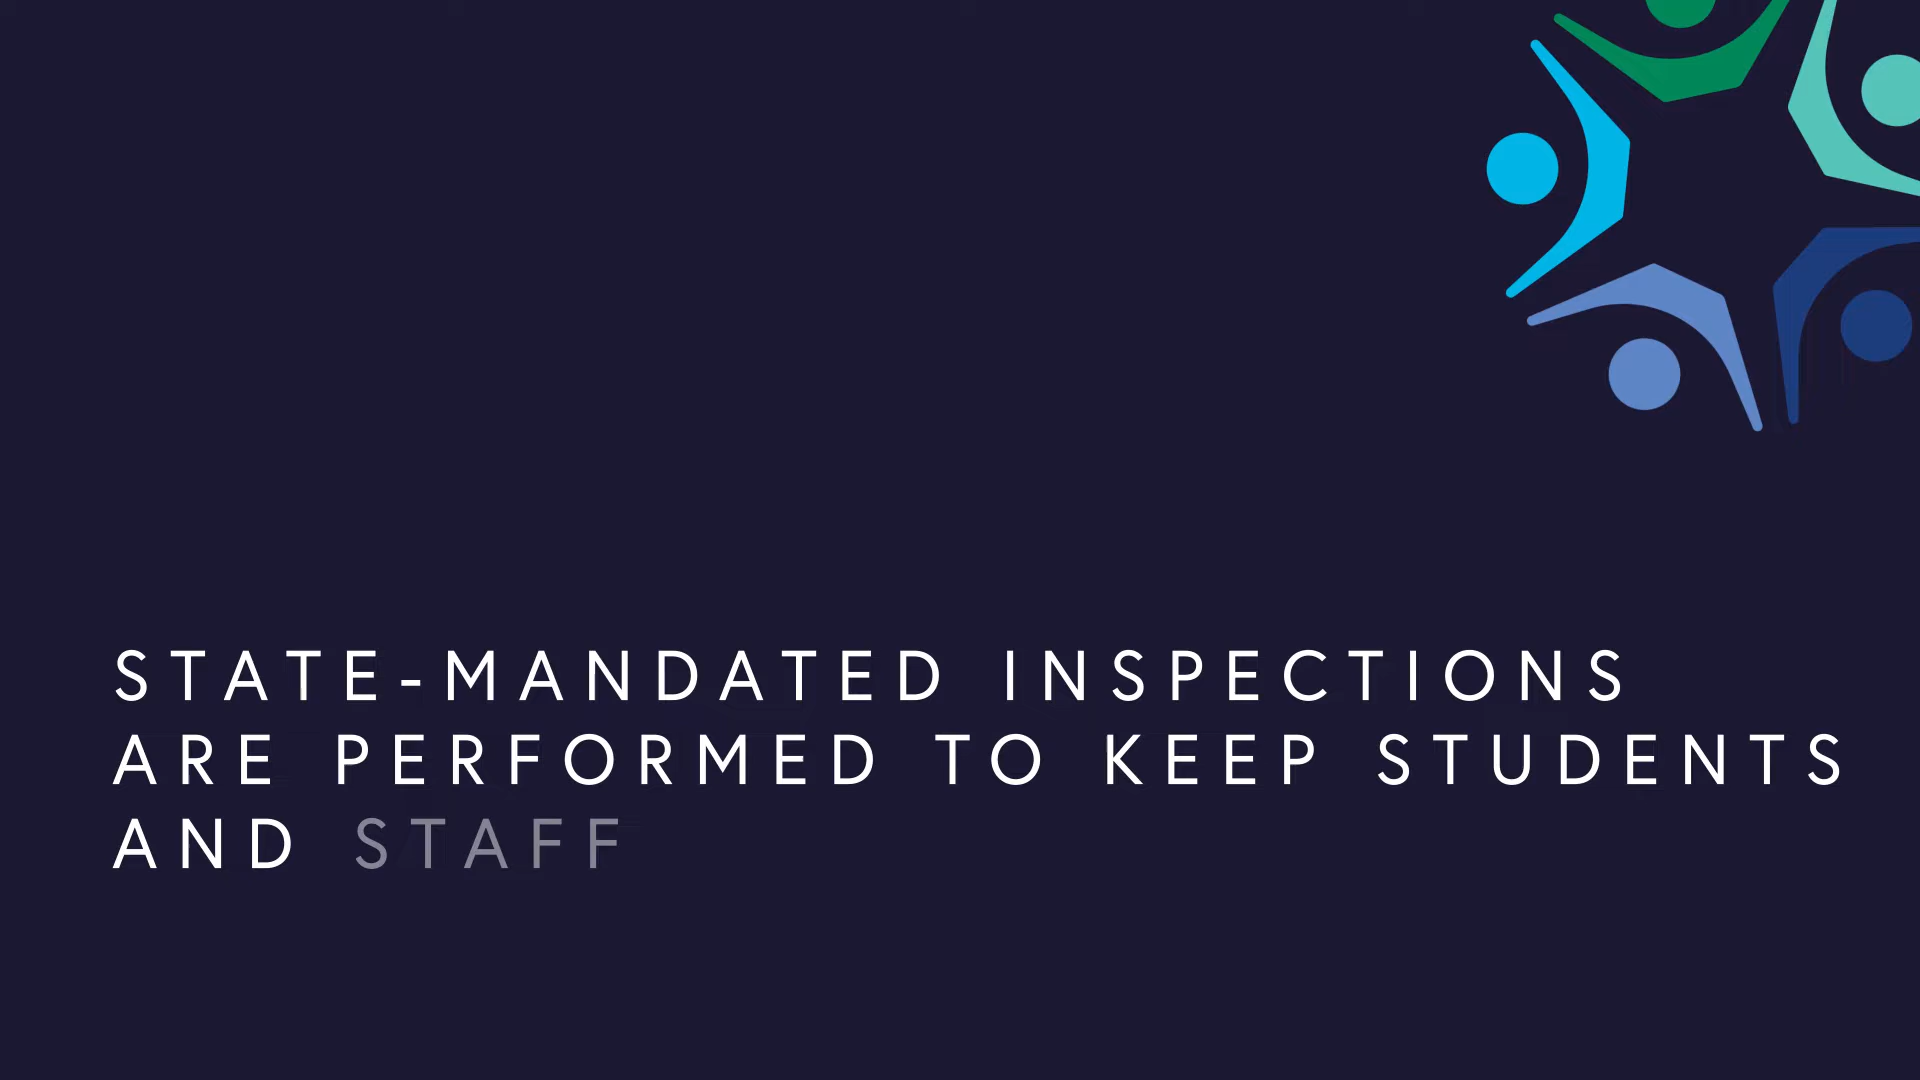 STATE-MANDATED INSPECTIONS
ARE PERFORMED TO KEEP STUDENTS
AND STAFF